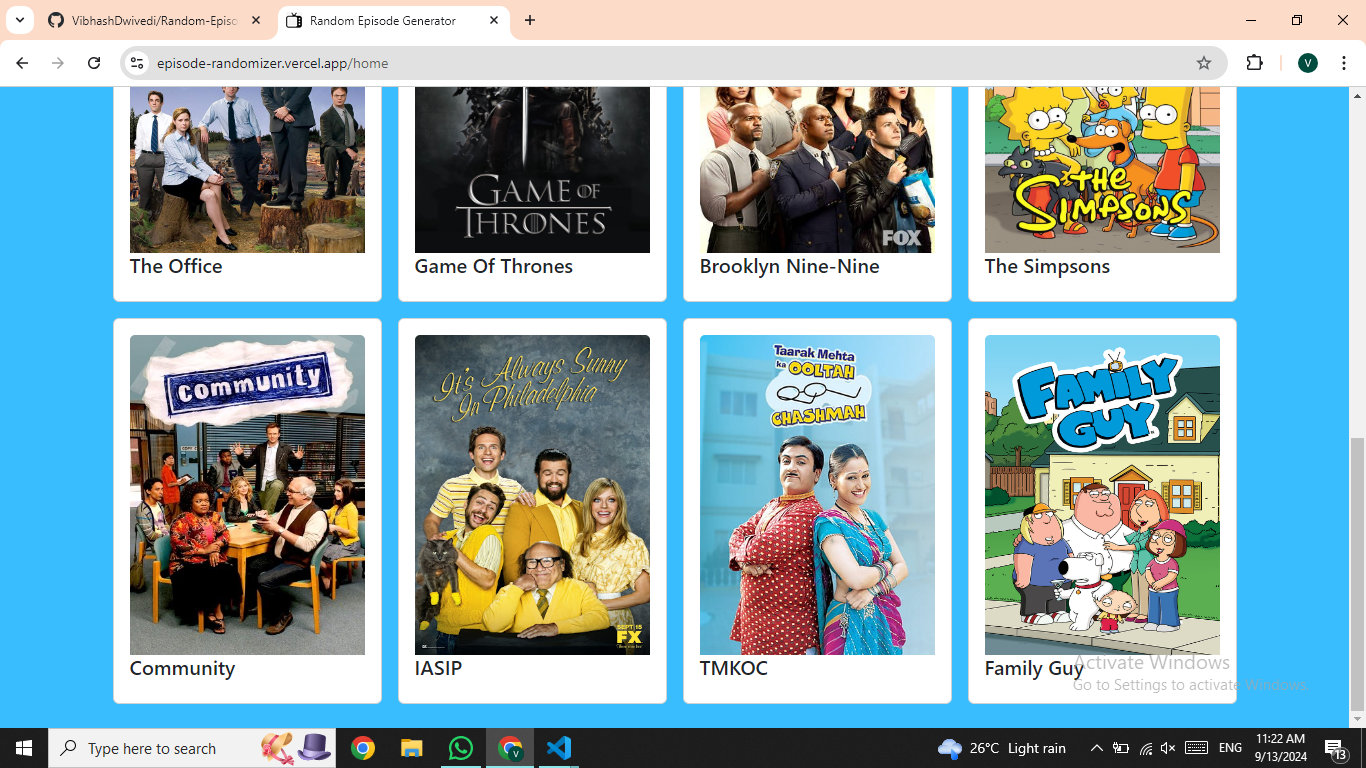 VibhashDwivedi/Random-Episo
Random Episode Generator
episode-randomizer.vercel.app/home
V
GAME OF
THRONES
FOX
THE
SIMPSONS
The Office
Game Of Thrones
Brooklyn Nine-Nine
The Simpsons
community
It's Always Sunny
In Philadelphia
SEPT 15
FX
Taarak Mehta
ka OOLTAH
CHASHMAH
FAMILY
GUY
Community
IASIP
TMKOC
Family Guy
Activate Windows
Go to Settings to activate Windows.
Type here to search
V
26°C Light rain
ENG
11:22 AM
9/13/2024
13